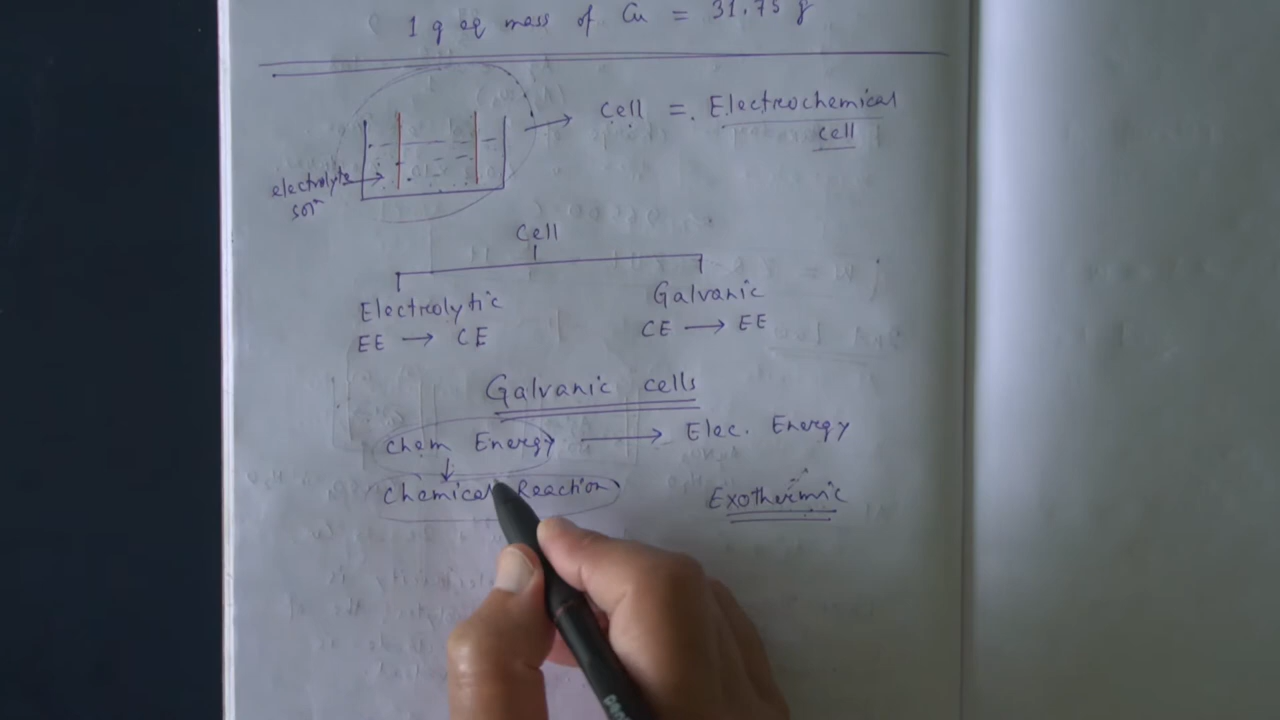 1 g eq mass of Cu = 31.75 g
cell = Electrochemical
cell
electrolyte
solⁿ
Cell
Electrolytic Galvanic
EE → CE CE → EE
Galvanic cells
Chem Energy → Elec. Energy
↓
Chemical Reaction Exothermic